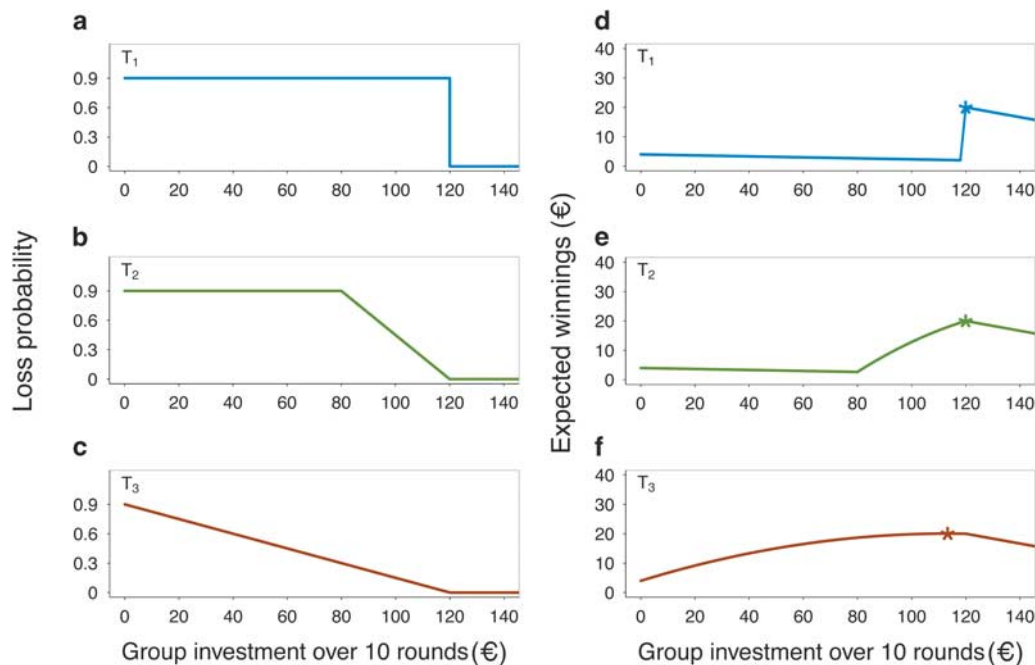 a
T₁
0.9
0.6
0.3
0
0 20 40 60 80 100 120 140
b
T₂
0.9
0.6
0.3
0
0 20 40 60 80 100 120 140
c
T₃
0.9
0.6
0.3
0
0 20 40 60 80 100 120 140
Loss probability
Group investment over 10 rounds (€)
d
T₁
40
30
20
10
0
0 20 40 60 80 100 120 140
e
T₂
40
30
20
10
0
0 20 40 60 80 100 120 140
f
T₃
40
30
20
10
0
0 20 40 60 80 100 120 140
Expected winnings (€)
Group investment over 10 rounds (€)